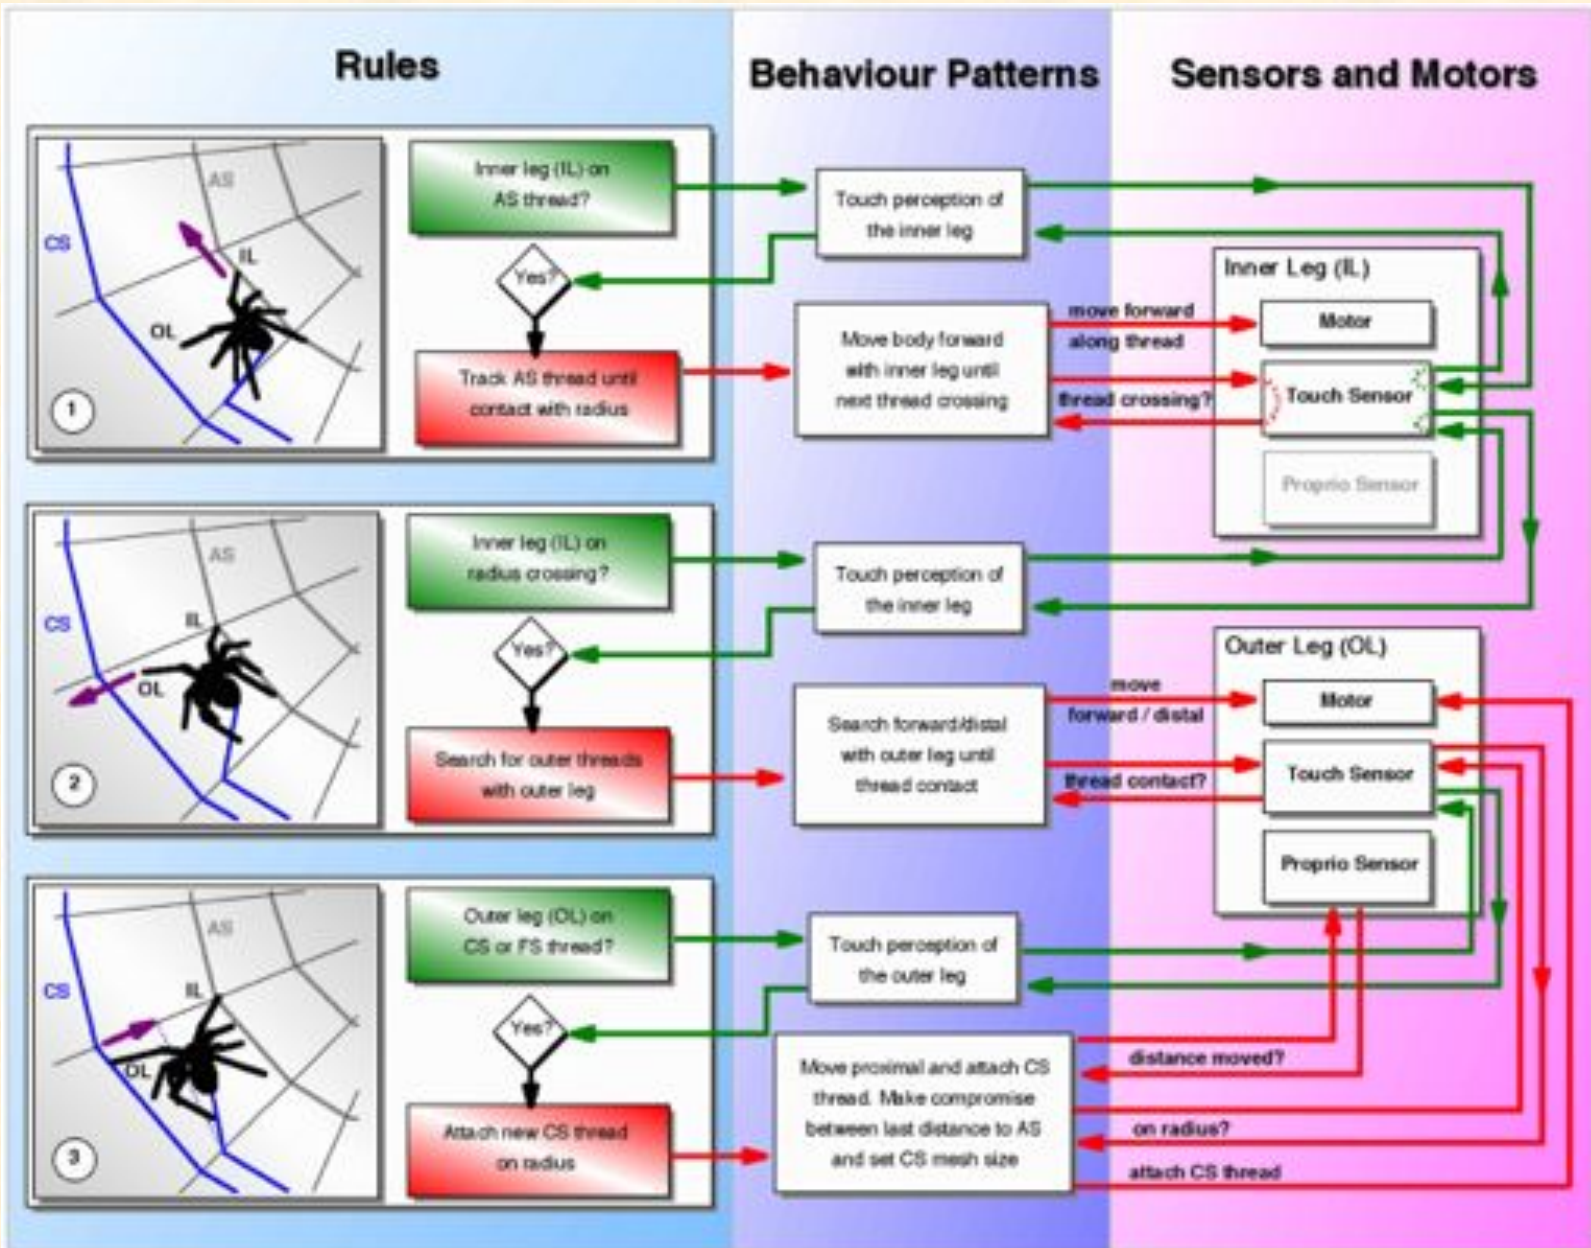 Rules
Behaviour Patterns
Sensors and Motors
AS
CS
IL
OL
1
Inner leg (IL) on
AS thread?
Yes?
Track AS thread until
contact with radius
Touch perception of
the inner leg
Move body forward
with inner leg until
next thread crossing
move forward
along thread
thread crossing?
Inner Leg (IL)
Motor
Touch Sensor
Proprio Sensor
AS
CS
IL
OL
2
Inner leg (IL) on
radius crossing?
Yes?
Search for outer threads
with outer leg
Touch perception of
the inner leg
Search forward/distal
with outer leg until
thread contact
move
forward / distal
thread contact?
Outer Leg (OL)
Motor
Touch Sensor
Proprio Sensor
AS
CS
IL
OL
3
Outer leg (OL) on
CS or FS thread?
Yes?
Attach new CS thread
on radius
Touch perception of
the outer leg
Move proximal and attach CS
thread. Make compromise
between last distance to AS
and set CS mesh size
distance moved?
on radius?
attach CS thread